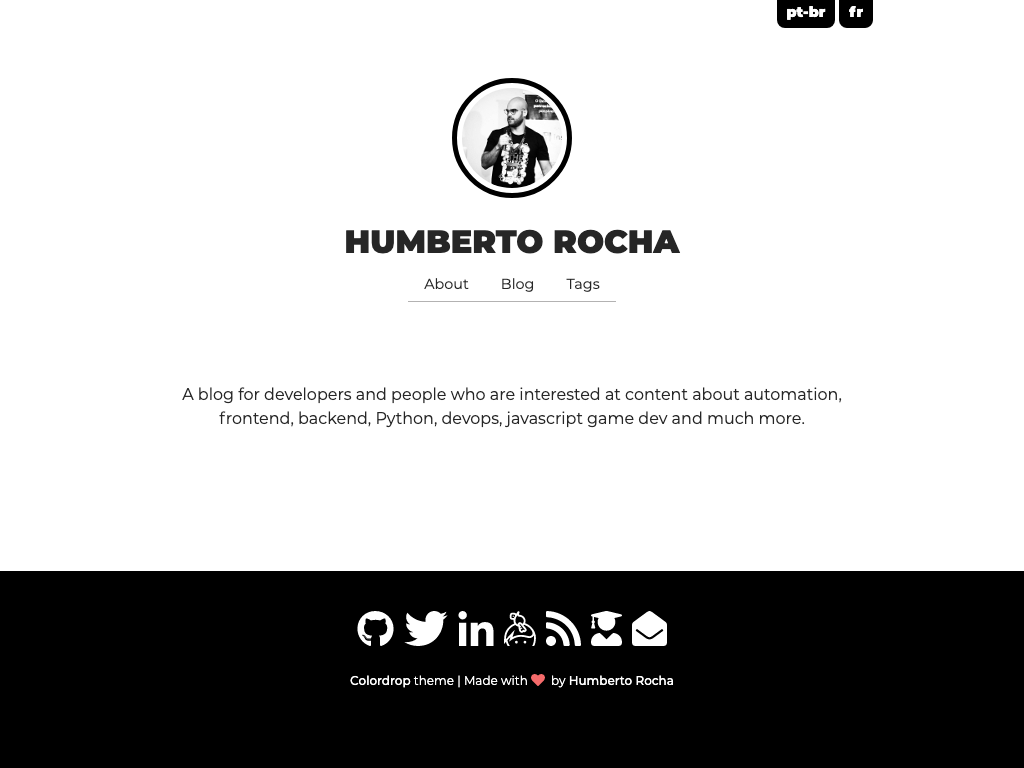 pt-br fr
HUMBERTO ROCHA
About Blog Tags
A blog for developers and people who are interested at content about automation,
frontend, backend, Python, devops, javascript game dev and much more.
Colordrop theme | Made with by Humberto Rocha